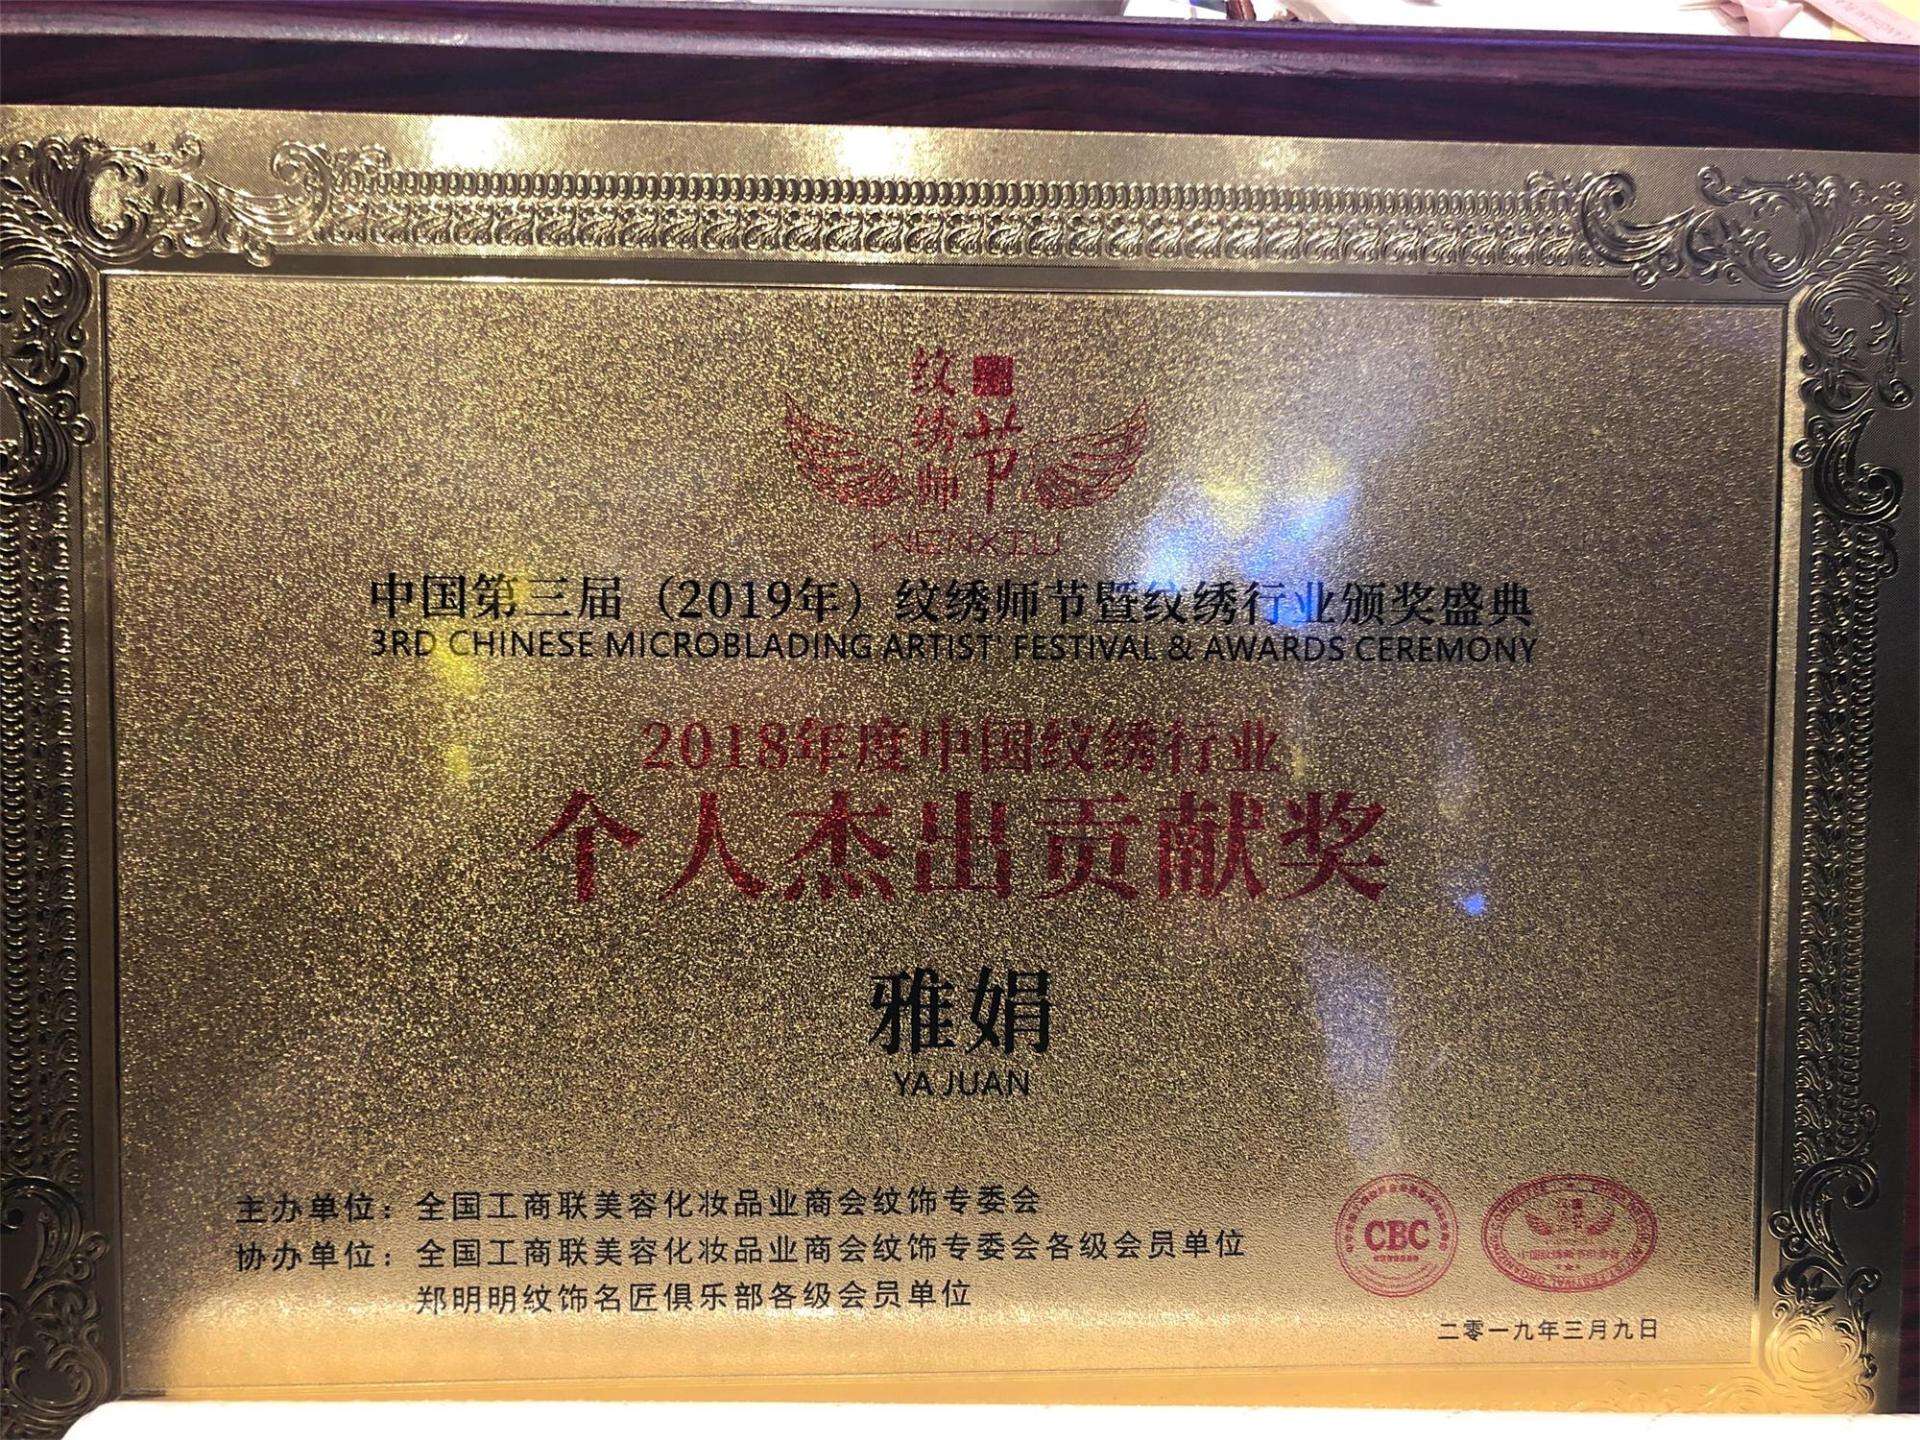 纹绣师节
WENXIU
中国第三届（2019年）纹绣师节暨纹绣行业颁奖盛典
3RD CHINESE MICROBLADING ARTIST' FESTIVAL & AWARDS CEREMONY
2018年度中国纹绣行业
个人杰出贡献奖
雅娟
YA JUAN
主办单位：全国工商联美容化妆品业商会纹饰专委会
协办单位：全国工商联美容化妆品业商会纹饰专委会各级会员单位
郑明明纹饰名匠俱乐部各级会员单位
CBC
二零一九年三月九日